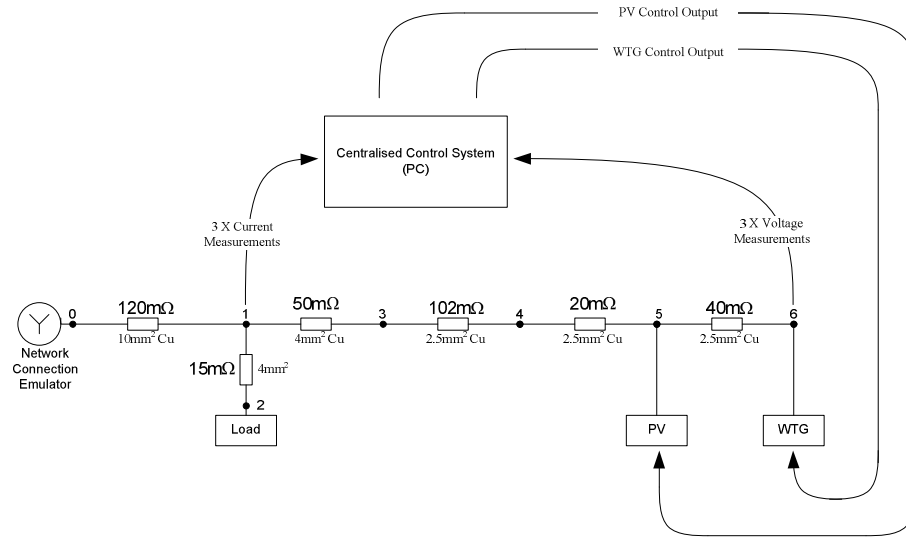 PV Control Output
WTG Control Output
Centralised Control System
(PC)
3 X Current
Measurements
3 X Voltage
Measurements
0
120mΩ
10mm² Cu
1
50mΩ
4mm² Cu
3
102mΩ
2.5mm² Cu
4
20mΩ
2.5mm² Cu
5
40mΩ
2.5mm² Cu
6
Network
Connection
Emulator
15mΩ
4mm²
2
Load
PV
WTG